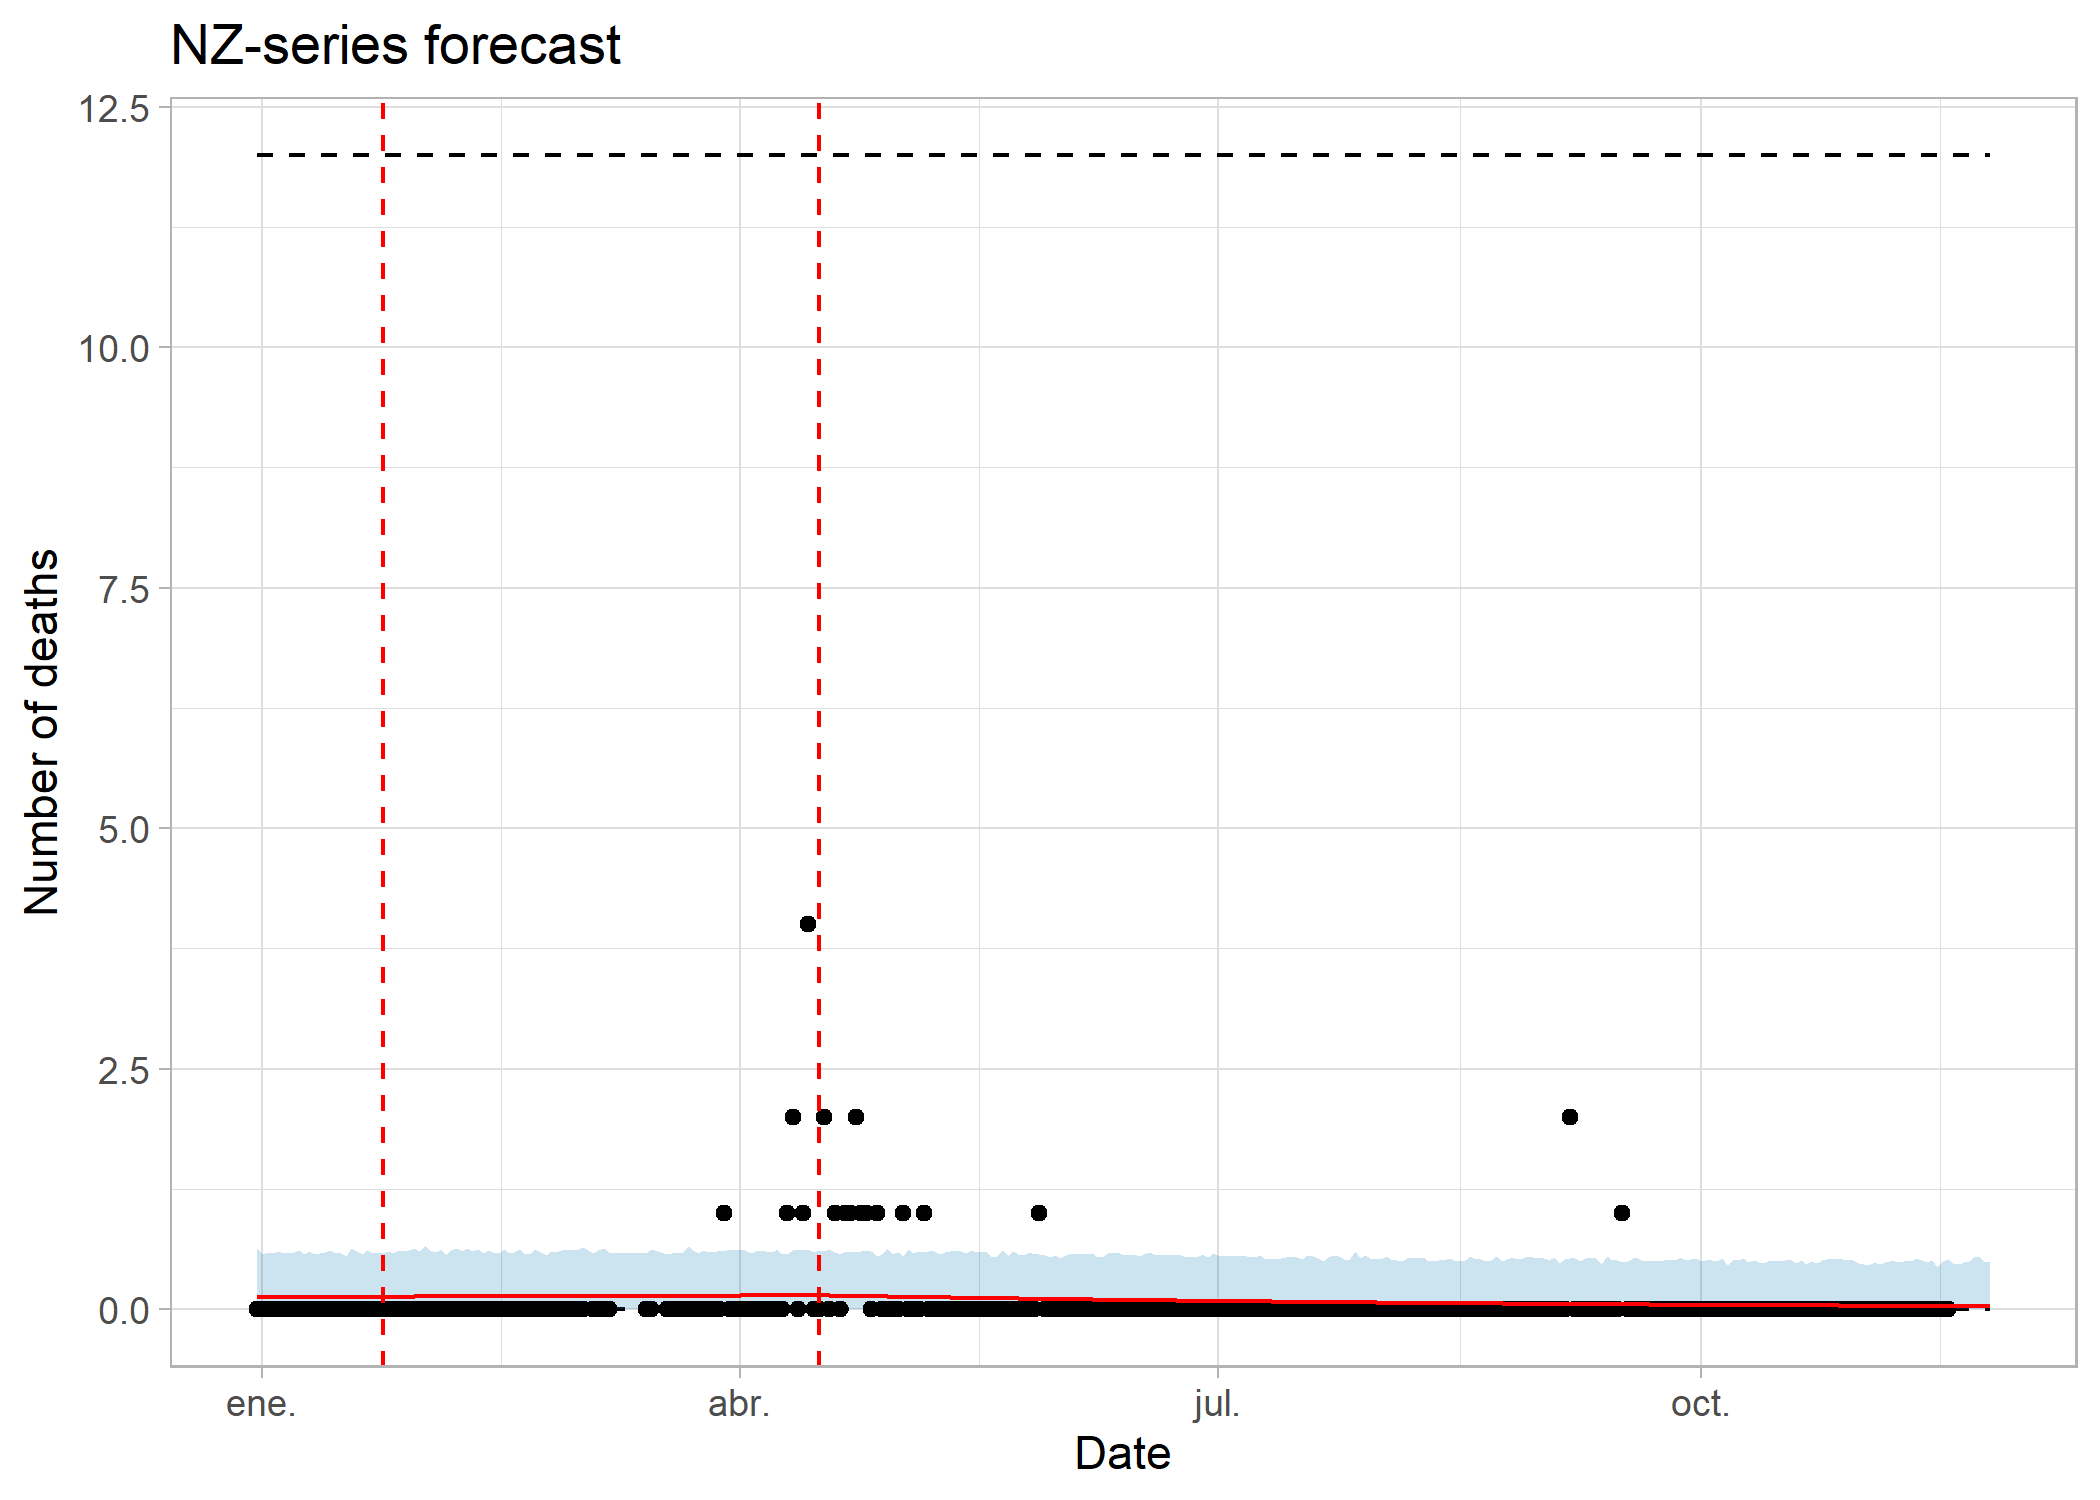 NZ-series forecast
12.5
10.0
7.5
5.0
2.5
0.0
Number of deaths
ene.
abr.
jul.
oct.
Date